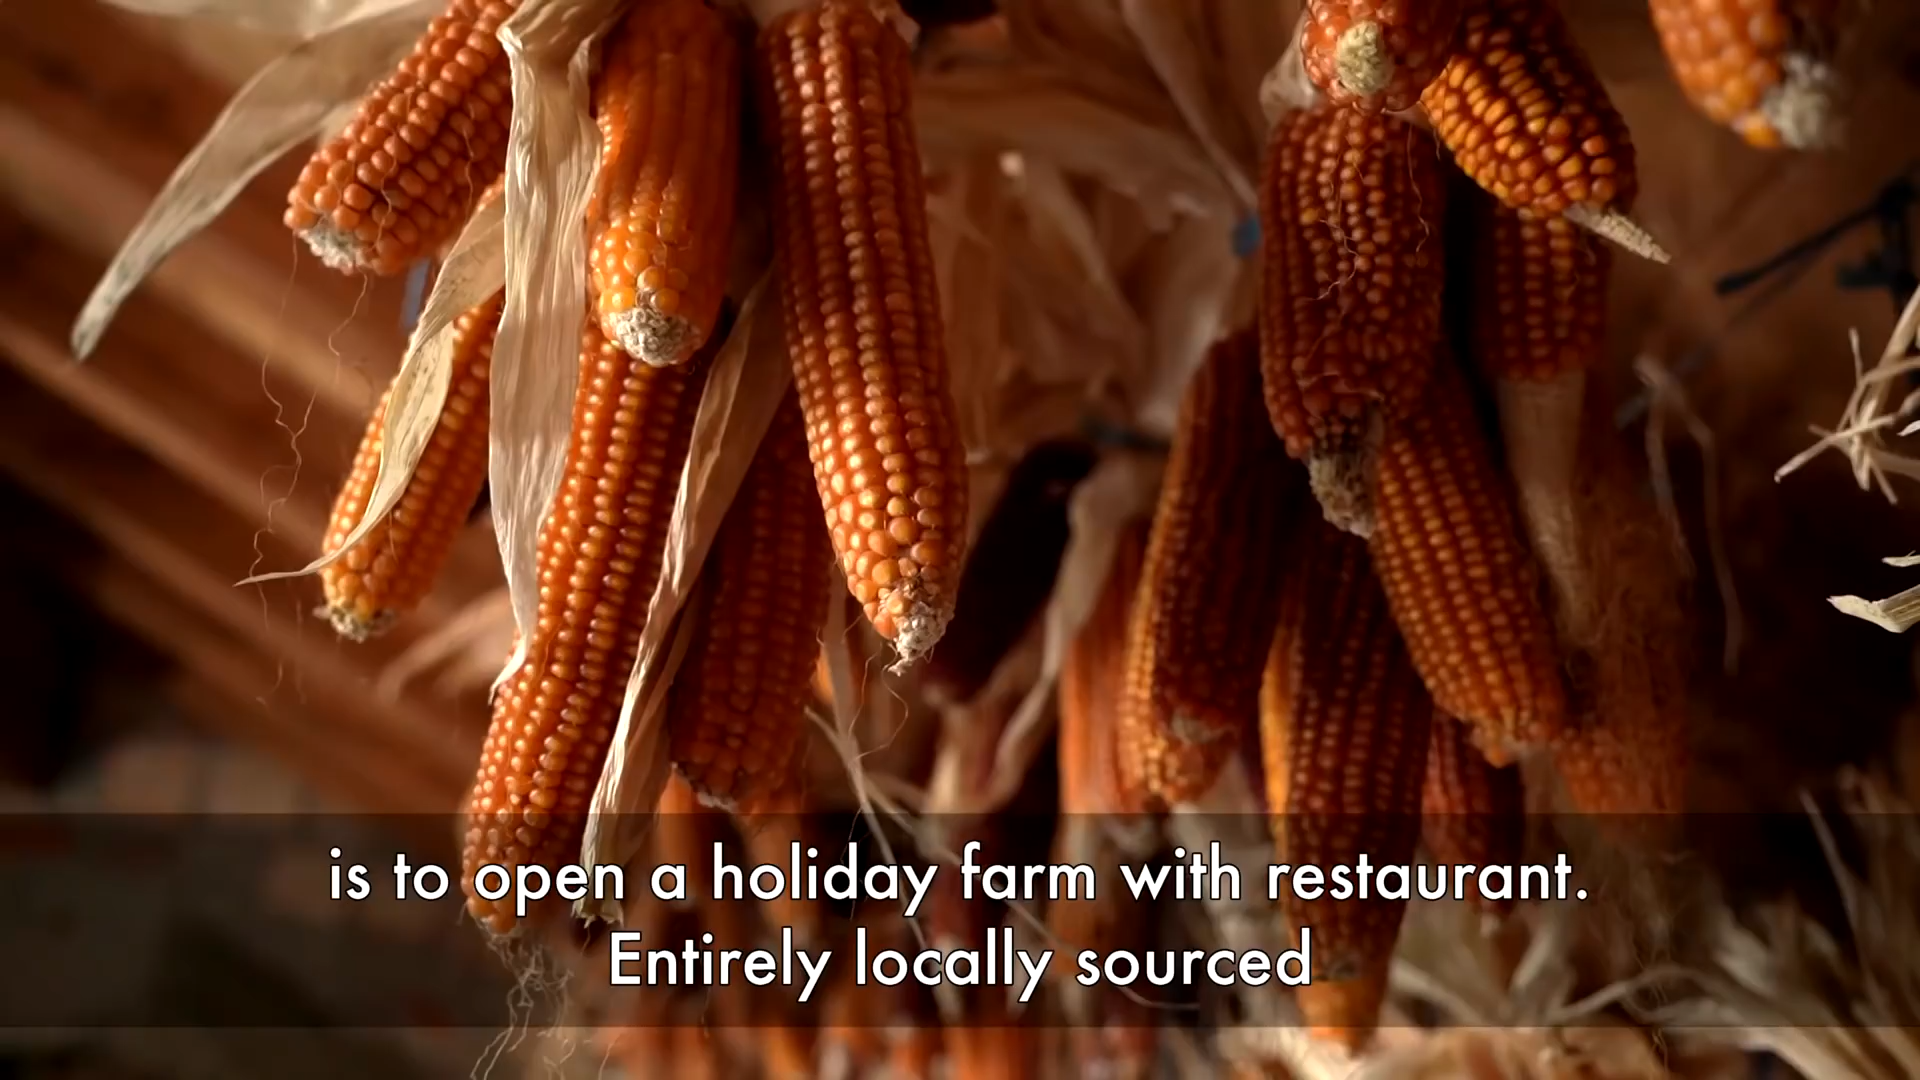 is to open a holiday farm with restaurant.
Entirely locally sourced